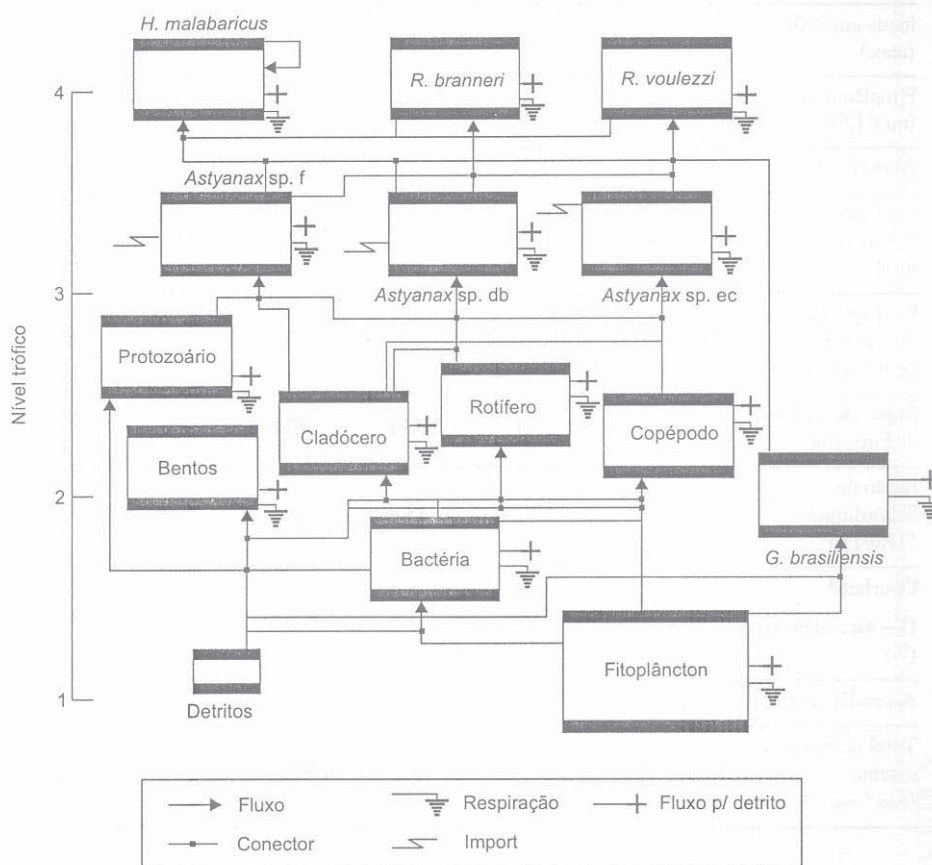 H. malabaricus
R. branneri
R. voulezzi
4
Astyanax sp. f
Astyanax sp. db
Astyanax sp. ec
3
Nível trófico
Protozoário
Rotífero
Cladócero
Copépodo
Bentos
2
Bactéria
G. brasiliensis
Fitoplâncton
1
Detritos
Fluxo
Respiração
Fluxo p/ detrito
Conector
Import